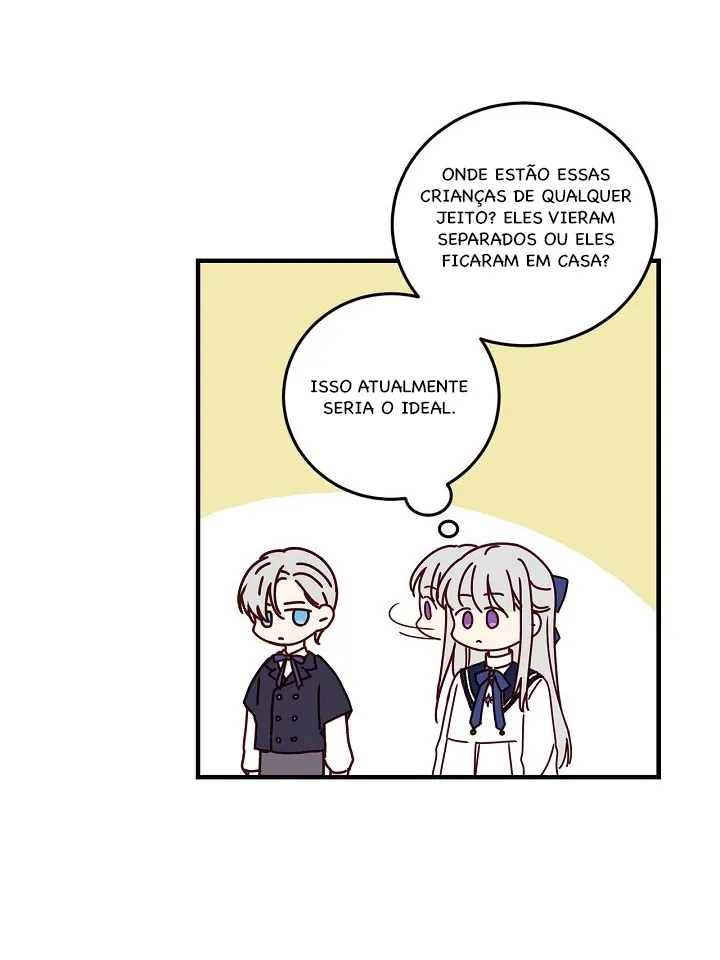 ONDE ESTÃO ESSAS
CRIANÇAS DE QUALQUER
JEITO? ELES VIERAM
SEPARADOS OU ELES
FICARAM EM CASA?
ISSO ATUALMENTE
SERIA O IDEAL.